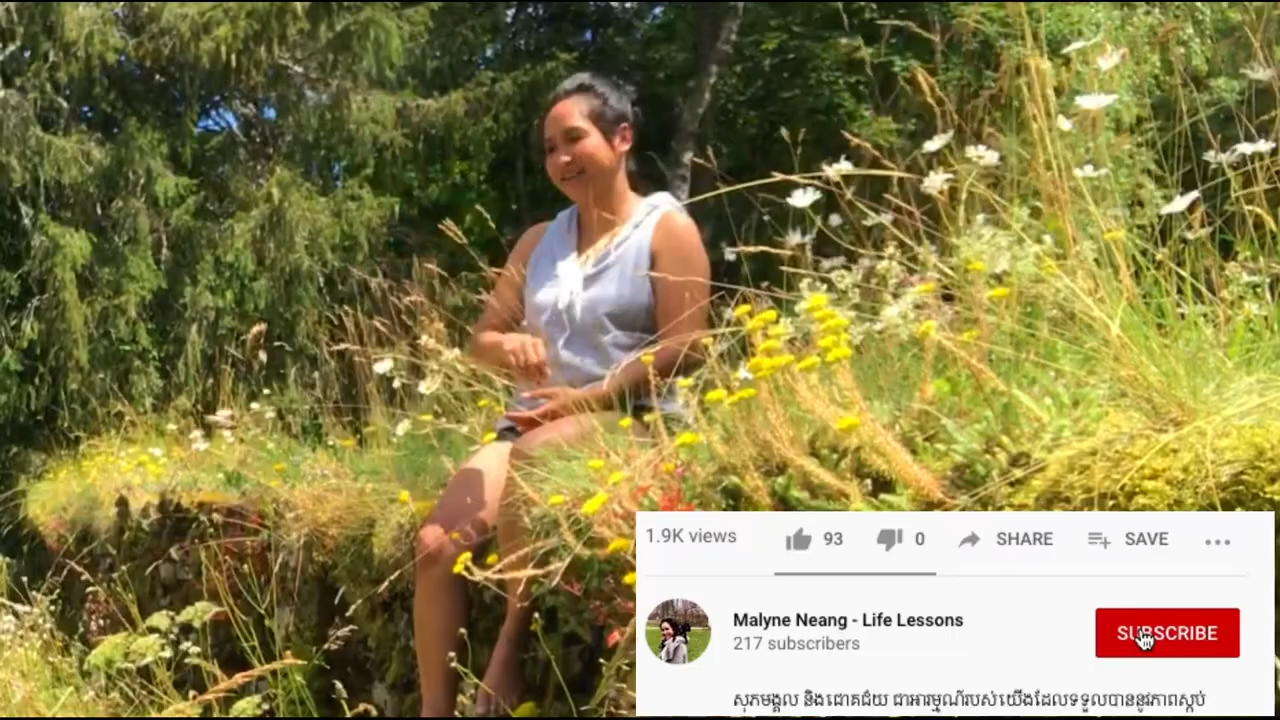 1.9K views 93 0 SHARE SAVE
Malyne Neang - Life Lessons
217 subscribers
SUBSCRIBE
សុភមង្គល និងជោគជ័យ ជាអារម្មណ៍របស់យើងដែលទទួលបាននូវភាពស្កប់